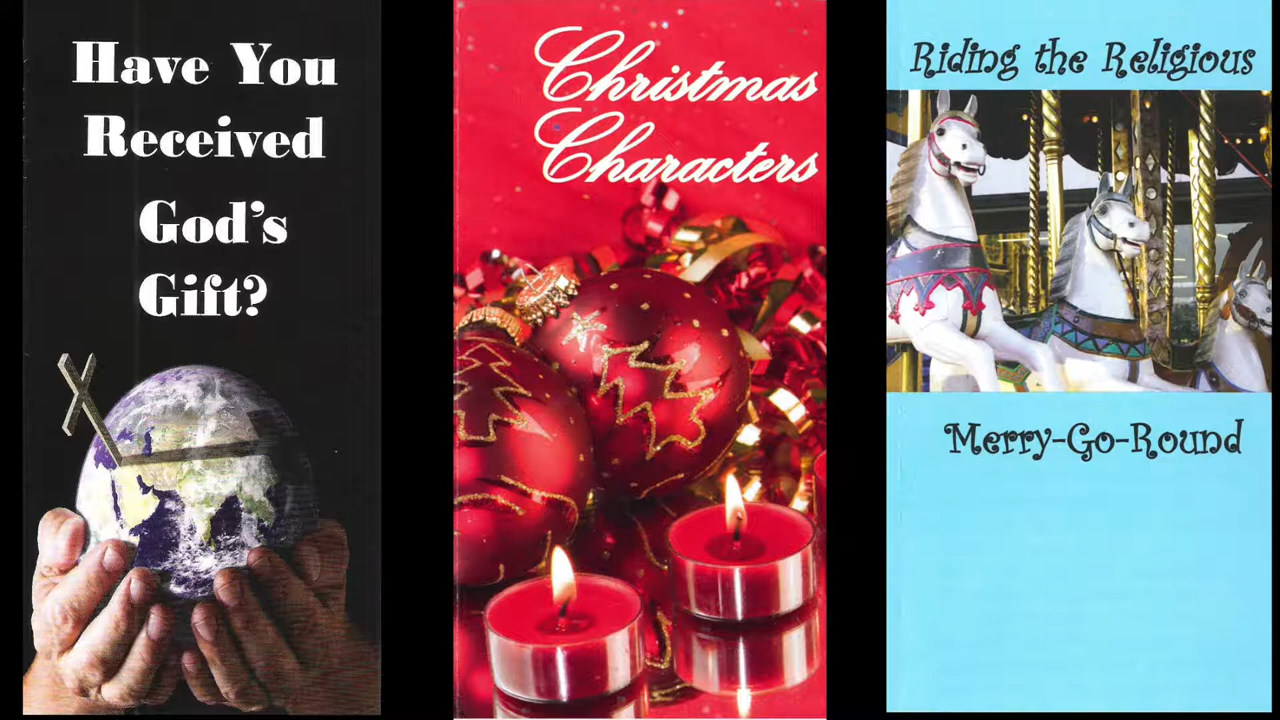 Have You
Received
God's
Gift?
Christmas
Characters
Riding the Religious
Merry-Go-Round